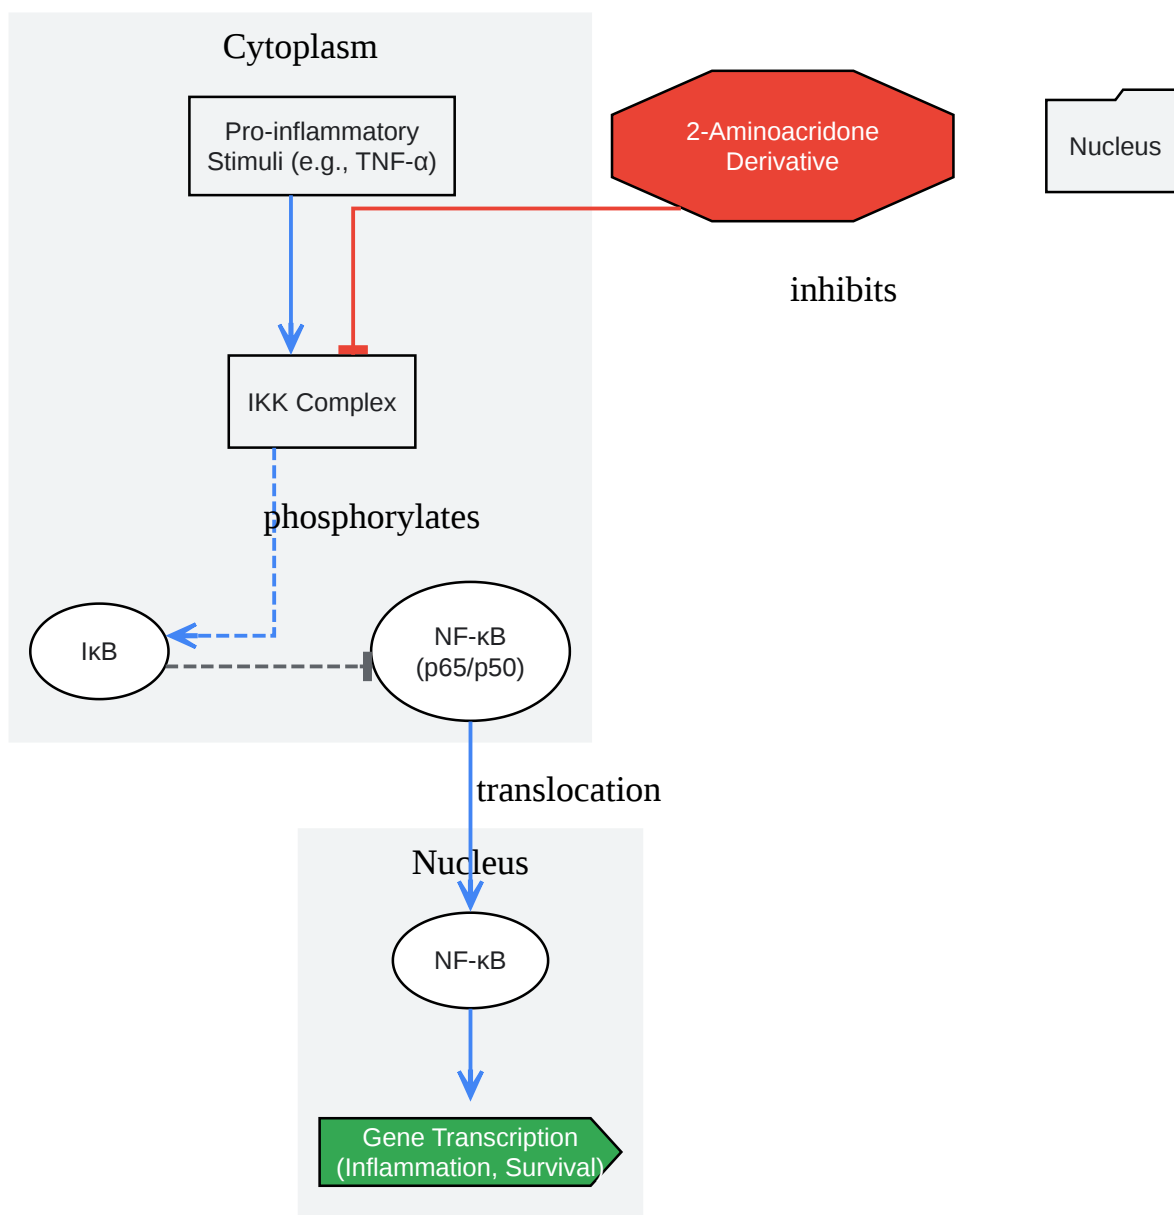 Cytoplasm
Pro-inflammatory
Stimuli (e.g., TNF-α)
2-Aminoacridone
Derivative
Nucleus
inhibits
IKK Complex
phosphorylates
IκB
NF-κB
(p65/p50)
translocation
Nucleus
NF-κB
Gene Transcription
(Inflammation, Survival)